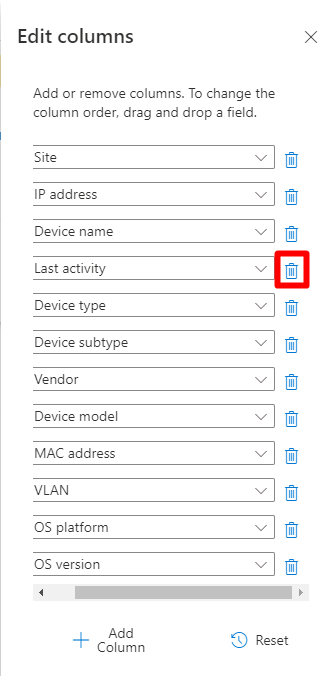 Edit columns
Add or remove columns. To change the
column order, drag and drop a field.
Site
IP address
Device name
Last activity
Device type
Device subtype
Vendor
Device model
MAC address
VLAN
OS platform
OS version
Add
Column
Reset